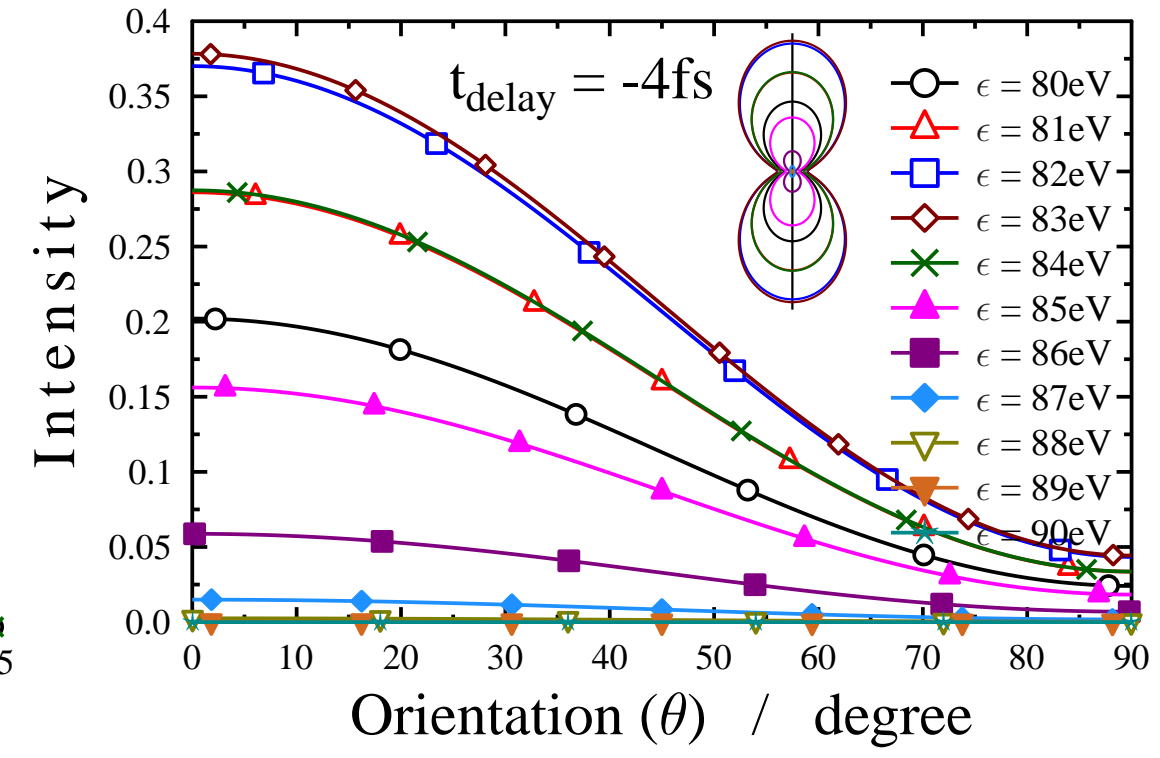 0.4
0.35
0.3
0.25
0.2
0.15
0.1
0.05
0.0
Intensity
t_delay = -4fs
ϵ = 80eV
ϵ = 81eV
ϵ = 82eV
ϵ = 83eV
ϵ = 84eV
ϵ = 85eV
ϵ = 86eV
ϵ = 87eV
ϵ = 88eV
ϵ = 89eV
ϵ = 90eV
5
0 10 20 30 40 50 60 70 80 90
Orientation (θ) / degree